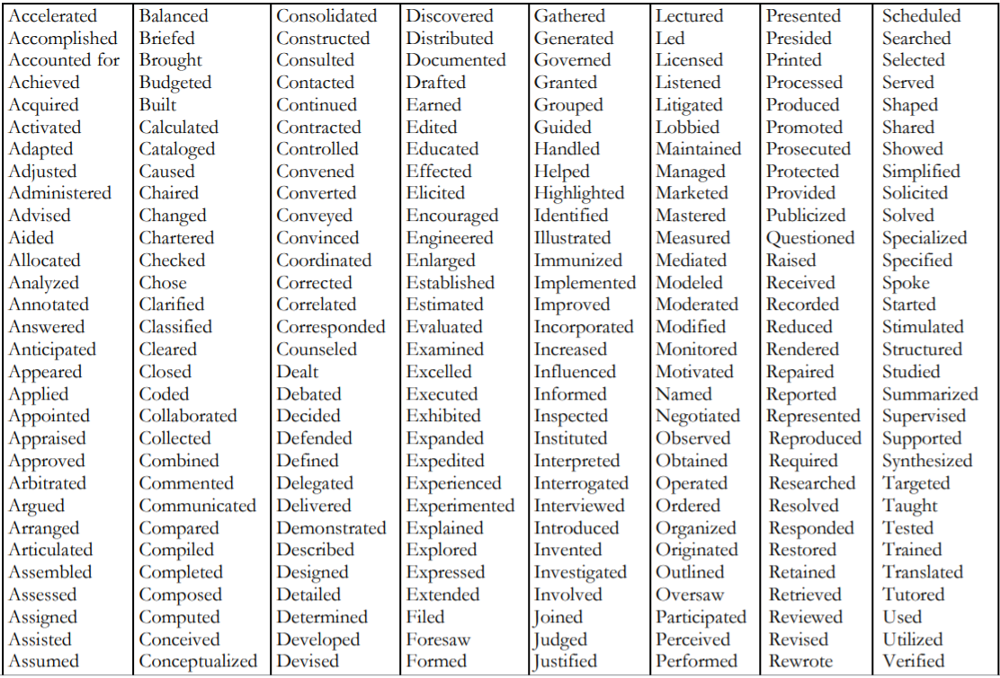 Accelerated Balanced Consolidated Discovered Gathered Lectured Presented Scheduled
Accomplished Briefed Constructed Distributed Generated Led Presided Searched
Accounted for Brought Consulted Documented Governed Licensed Printed Selected
Achieved Budgeted Contacted Drafted Granted Listened Processed Served
Acquired Built Continued Earned Grouped Litigated Produced Shaped
Activated Calculated Contracted Edited Guided Lobbied Promoted Shared
Adapted Cataloged Controlled Educated Handled Maintained Prosecuted Showed
Adjusted Caused Convened Effected Helped Managed Protected Simplified
Administered Chaired Converted Elicited Highlighted Marketed Provided Solicited
Advised Changed Conveyed Encouraged Identified Mastered Publicized Solved
Aided Chartered Convinced Engineered Illustrated Measured Questioned Specialized
Allocated Checked Coordinated Enlarged Immunized Mediated Raised Specified
Analyzed Chose Corrected Established Implemented Modeled Received Spoke
Annotated Clarified Correlated Estimated Improved Moderated Recorded Started
Answered Classified Corresponded Evaluated Incorporated Modified Reduced Stimulated
Anticipated Cleared Counseled Examined Increased Monitored Rendered Structured
Appeared Closed Dealt Excelled Influenced Motivated Repaired Studied
Applied Coded Debated Executed Informed Named Reported Summarized
Appointed Collaborated Decided Exhibited Inspected Negotiated Represented Supervised
Appraised Collected Defended Expanded Instituted Observed Reproduced Supported
Approved Combined Defined Expedited Interpreted Obtained Required Synthesized
Arbitrated Commented Delegated Experienced Interrogated Operated Researched Targeted
Argued Communicated Delivered Experimented Interviewed Ordered Resolved Taught
Arranged Compared Demonstrated Explained Introduced Organized Responded Tested
Articulated Compiled Described Explored Invented Originated Restored Trained
Assembled Completed Designed Expressed Investigated Outlined Retained Translated
Assessed Composed Detailed Extended Involved Oversaw Retrieved Tutored
Assigned Computed Determined Filed Joined Participated Reviewed Used
Assisted Conceived Developed Foresaw Judged Perceived Revised Utilized
Assumed Conceptualized Devised Formed Justified Performed Rewrote Verified